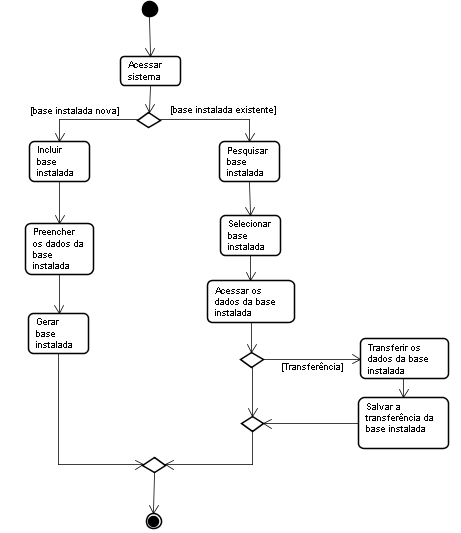 Acessar
sistema
[base instalada nova]
[base instalada existente]
Incluir
base
instalada
Pesquisar
base
instalada
Preencher
os dados da
base
instalada
Selecionar
base
instalada
Acessar os
dados da base
instalada
Gerar
base
instalada
[Transferência]
Transferir os
dados da base
instalada
Salvar a
transferência da
base instalada